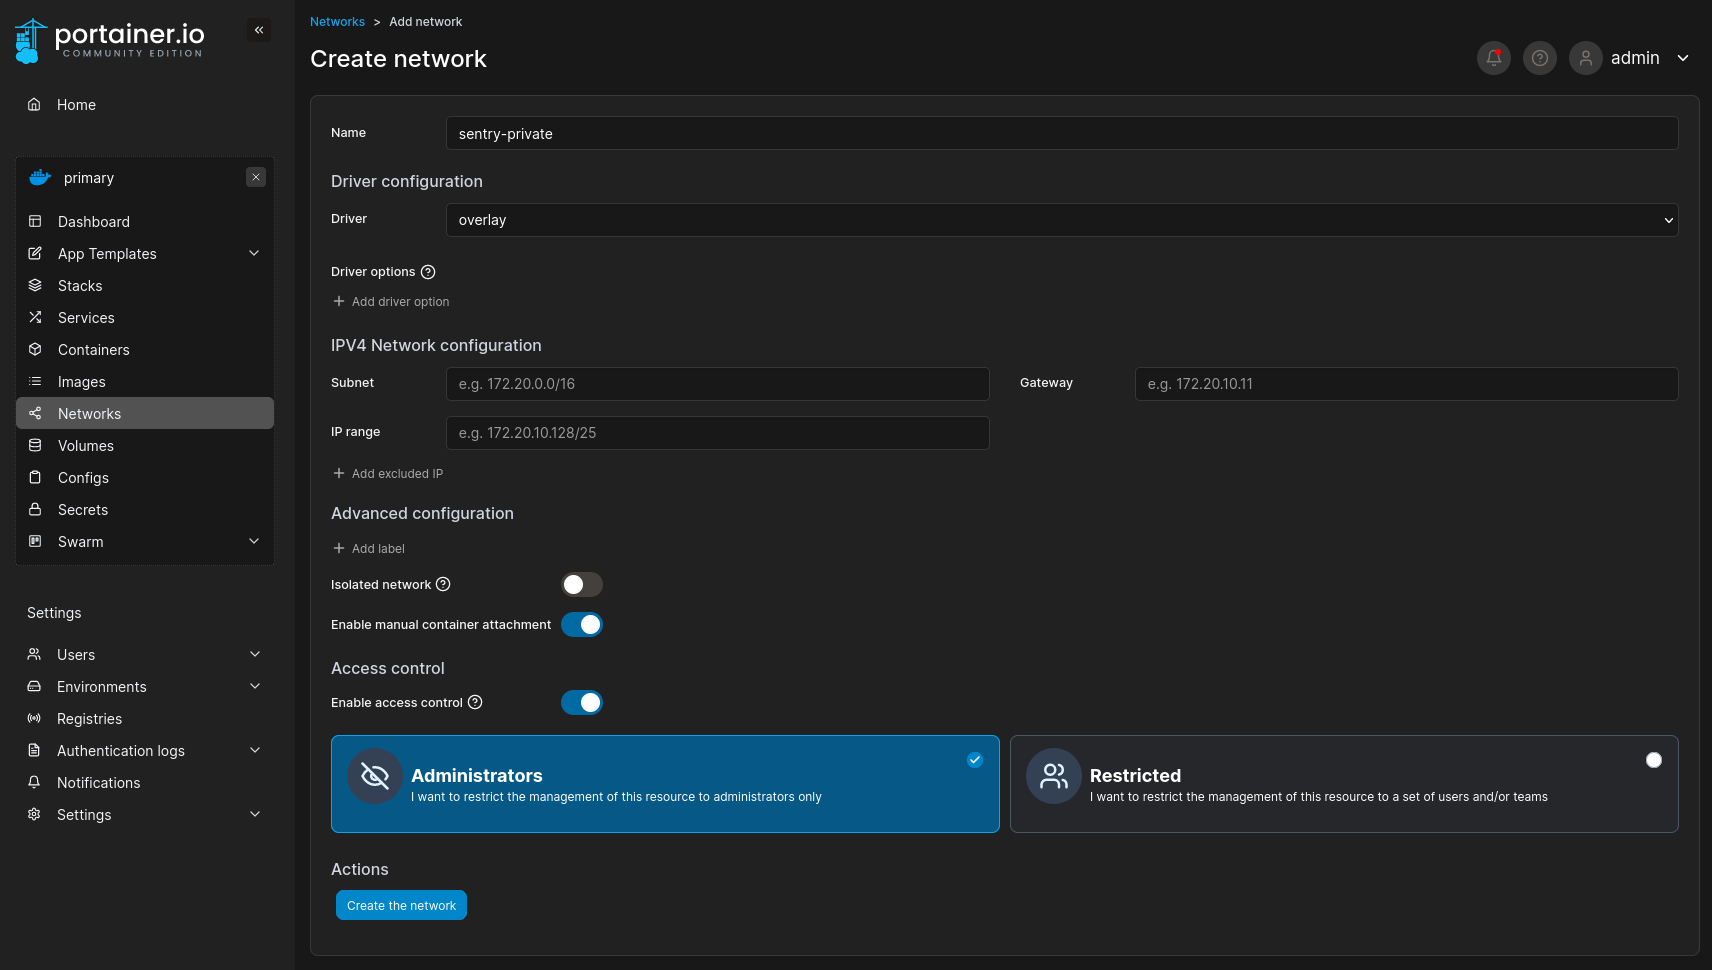 portainer.io
COMMUNITY EDITION
Home
primary
Dashboard
App Templates
Stacks
Services
Containers
Images
Networks
Volumes
Configs
Secrets
Swarm
Settings
Users
Environments
Registries
Authentication logs
Notifications
Settings
Networks > Add network
Create network
admin
Name sentry-private
Driver configuration
Driver overlay
Driver options
Add driver option
IPV4 Network configuration
Subnet e.g. 172.20.0.0/16 Gateway e.g. 172.20.10.11
IP range e.g. 172.20.10.128/25
Add excluded IP
Advanced configuration
Add label
Isolated network
Enable manual container attachment
Access control
Enable access control
Administrators
I want to restrict the management of this resource to administrators only
Restricted
I want to restrict the management of this resource to a set of users and/or teams
Actions
Create the network